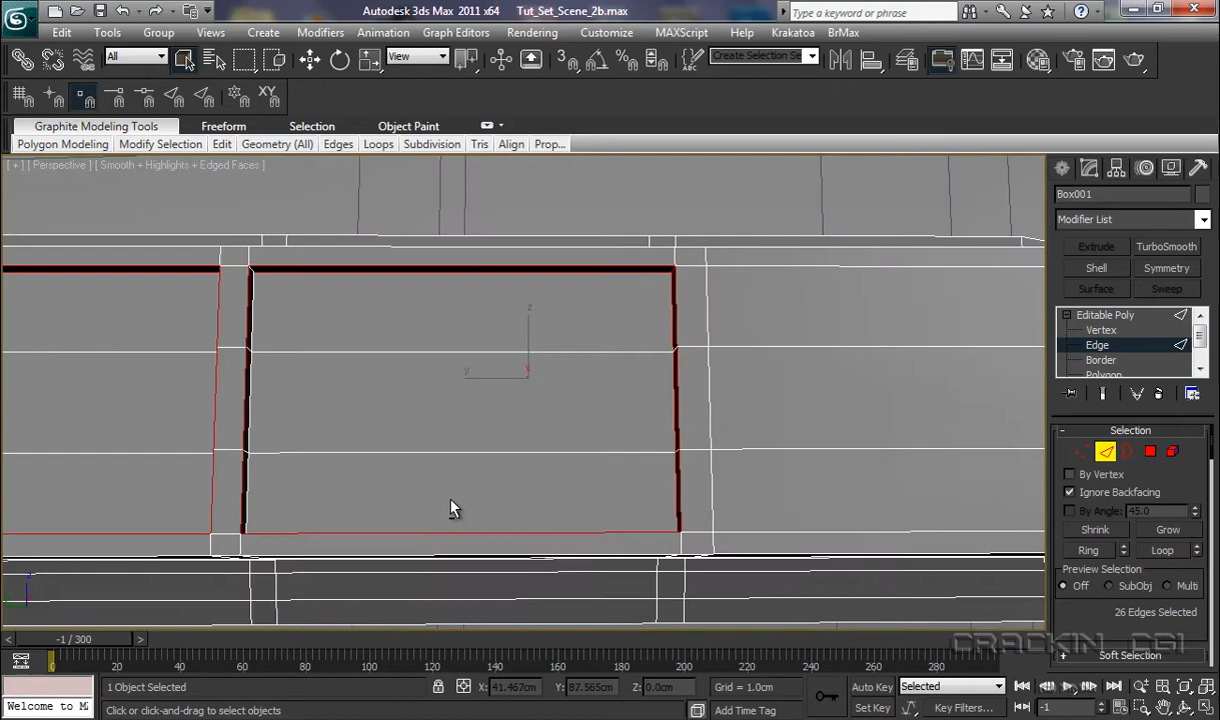 Autodesk 3ds Max 2011 x64 Tut_Set_Scene_2b.max
Type a keyword or phrase
Edit Tools Group Views Create Modifiers Animation Graph Editors Rendering Customize MAXScript Help Krakatoa BrMax
All View Create Selection Se
XY
Graphite Modeling Tools Freeform Selection Object Paint
Polygon Modeling Modify Selection Edit Geometry (All) Edges Loops Subdivision Tris Align Prop...
[ + ] [ Perspective ] [ Smooth + Highlights + Edged Faces ]
Box001
Modifier List
Extrude TurboSmooth
Shell Symmetry
Surface Sweep
Editable Poly
Vertex
Edge
Border
Polygon
- Selection
By Vertex
Ignore Backfacing
By Angle: 45.0
Shrink Grow
Ring Loop
Preview Selection
Off SubObj Multi
26 Edges Selected
+ Soft Selection
z
y x
z
CRACKIN CGI
< -1 / 300 >
0 20 40 60 80 100 120 140 160 180 200 220 240 260 280
1 Object Selected X: 41.467cm Y: 87.565cm Z: 0.0cm Grid = 1.0cm Auto Key Selected
Welcome to M Click or click-and-drag to select objects Add Time Tag Set Key Key Filters... -1